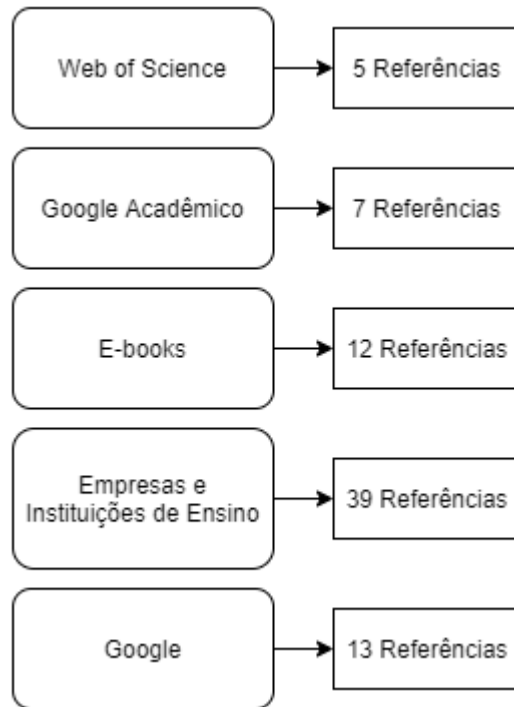 Web of Science
5 Referências
Google Acadêmico
7 Referências
E-books
12 Referências
Empresas e
Instituições de Ensino
39 Referências
Google
13 Referências